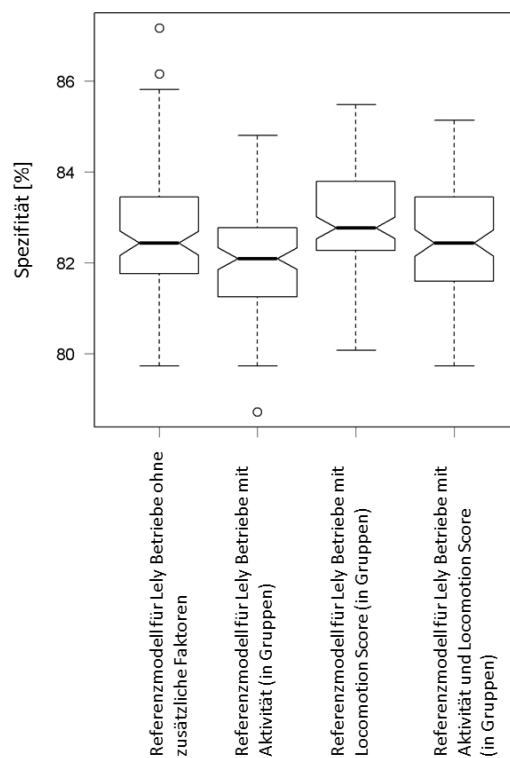 Spezifität [%]
86
84
82
80
Referenzmodell für Lely Betriebe ohne
zusätzliche Faktoren
Referenzmodell für Lely Betriebe mit
Aktivität (in Gruppen)
Referenzmodell für Lely Betriebe mit
Locomotion Score (in Gruppen)
Referenzmodell für Lely Betriebe mit
Aktivität und Locomotion Score
(in Gruppen)